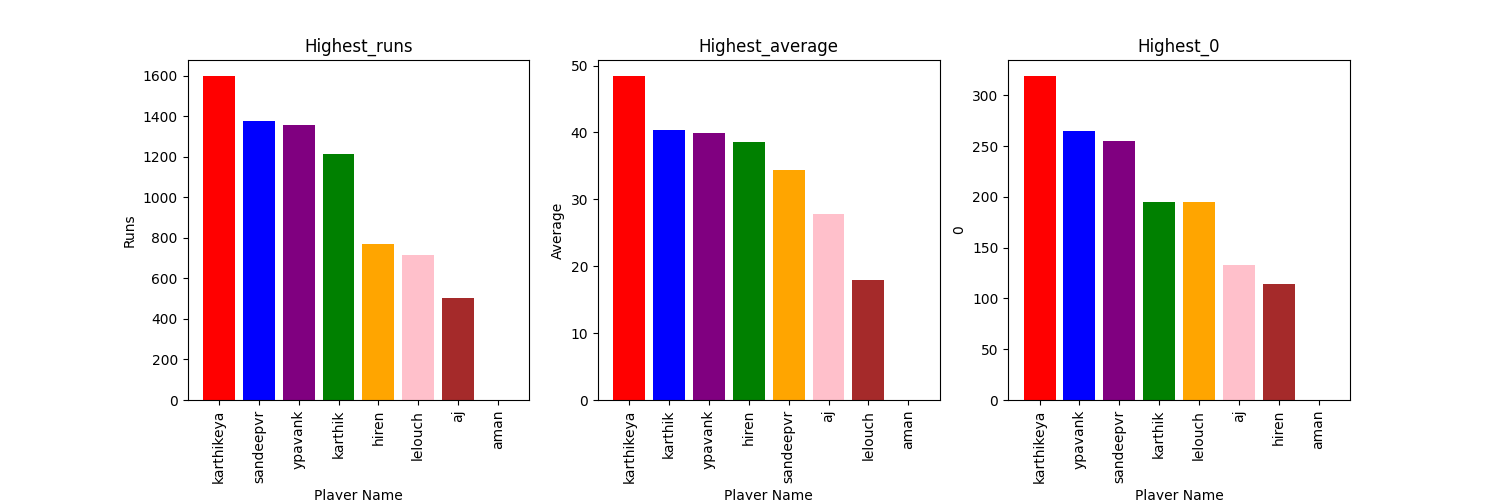 Highest_runs
Runs
1600
1400
1200
1000
800
600
400
200
0
karthikeya
sandeepvr
ypavank
karthik
hiren
lelouch
aj
aman
Player Name
Highest_average
Average
50
40
30
20
10
0
karthikeya
karthik
ypavank
hiren
sandeepvr
aj
lelouch
aman
Player Name
Highest_0
0
300
250
200
150
100
50
0
karthikeya
ypavank
sandeepvr
karthik
lelouch
aj
hiren
aman
Player Name